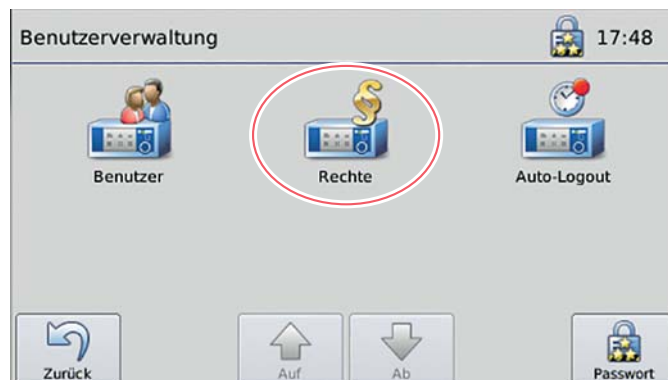 Benutzerverwaltung 17:48
Benutzer Rechte Auto-Logout
Zurück Auf Ab Passwort